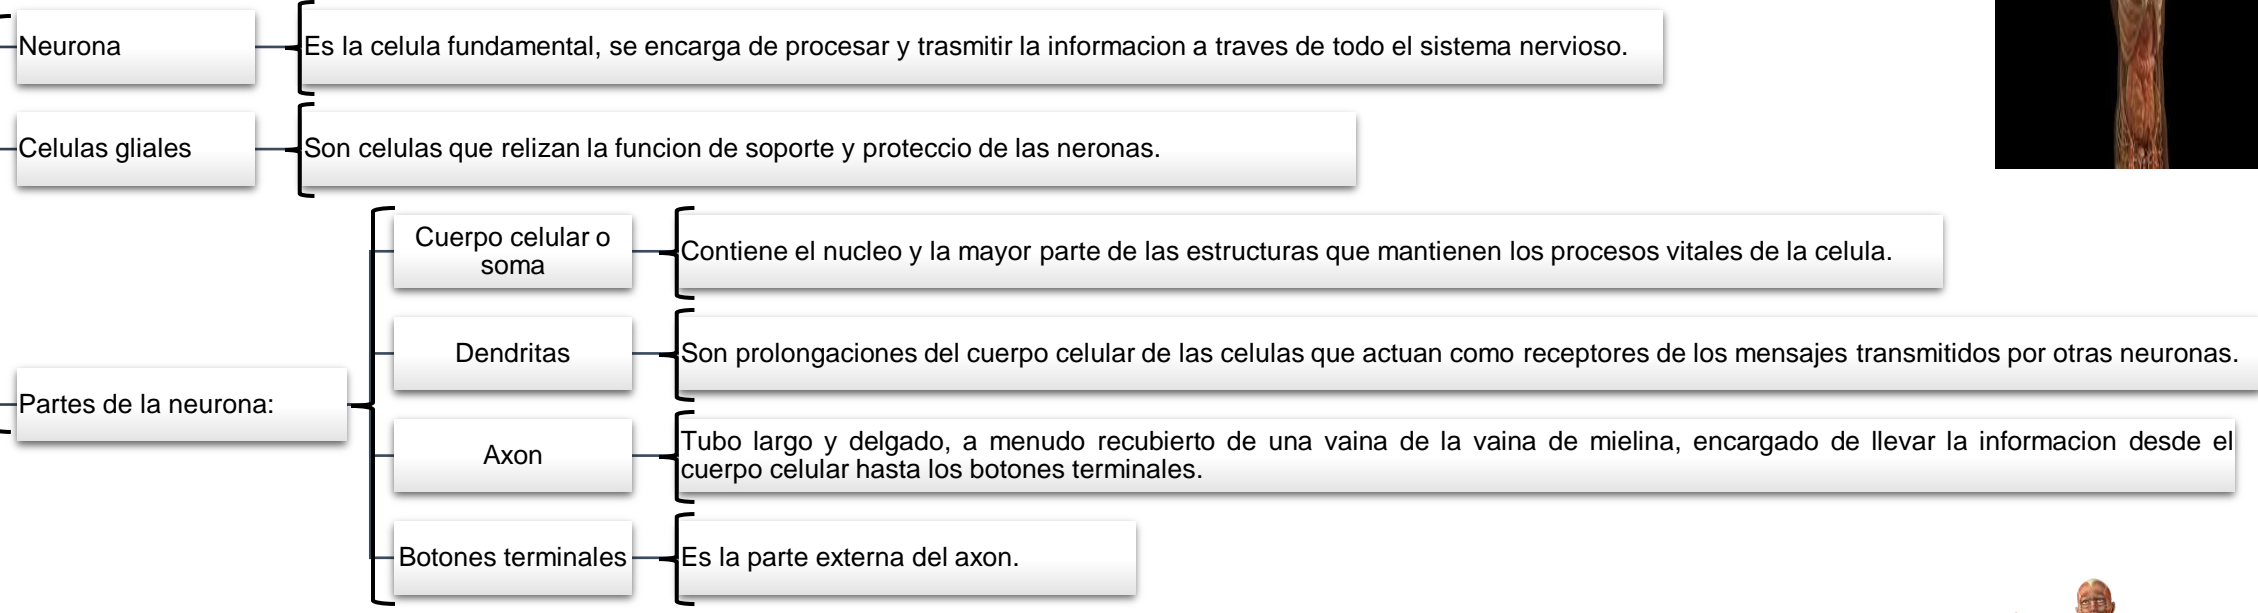 Neurona
Es la celula fundamental, se encarga de procesar y trasmitir la informacion a traves de todo el sistema nervioso.
Celulas gliales
Son celulas que relizan la funcion de soporte y proteccio de las neronas.
Partes de la neurona:
Cuerpo celular o
soma
Contiene el nucleo y la mayor parte de las estructuras que mantienen los procesos vitales de la celula.
Dendritas
Son prolongaciones del cuerpo celular de las celulas que actuan como receptores de los mensajes transmitidos por otras neuronas.
Axon
Tubo largo y delgado, a menudo recubierto de una vaina de la vaina de mielina, encargado de llevar la informacion desde el
cuerpo celular hasta los botones terminales.
Botones terminales
Es la parte externa del axon.